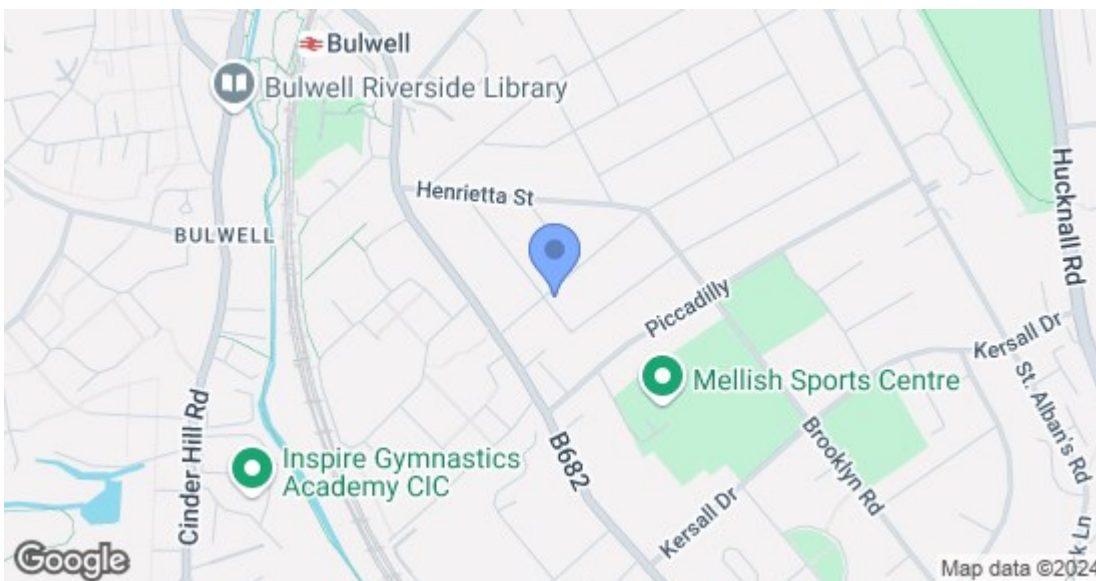 Bulwell
Bulwell Riverside Library
Henrietta St
BULWELL
Hucknall Rd
Piccadilly
Kersall Dr
Mellish Sports Centre
St. Alban's Rd
Cinder Hill Rd
Brooklyn Rd
Inspire Gymnastics
Academy CIC
B682
Kersall Dr
Google
Map data ©2024